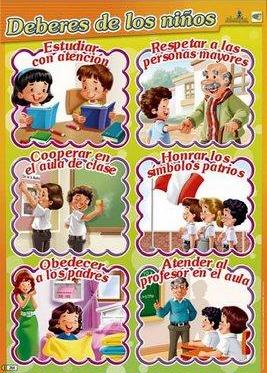 Deberes de los niños
Estudiar
con atención
Respetar a las
personas mayores
Cooperar en
el aula de clase
Honrar los
símbolos patrios
Obedecer
a los padres
Atender al
profesor en el aula